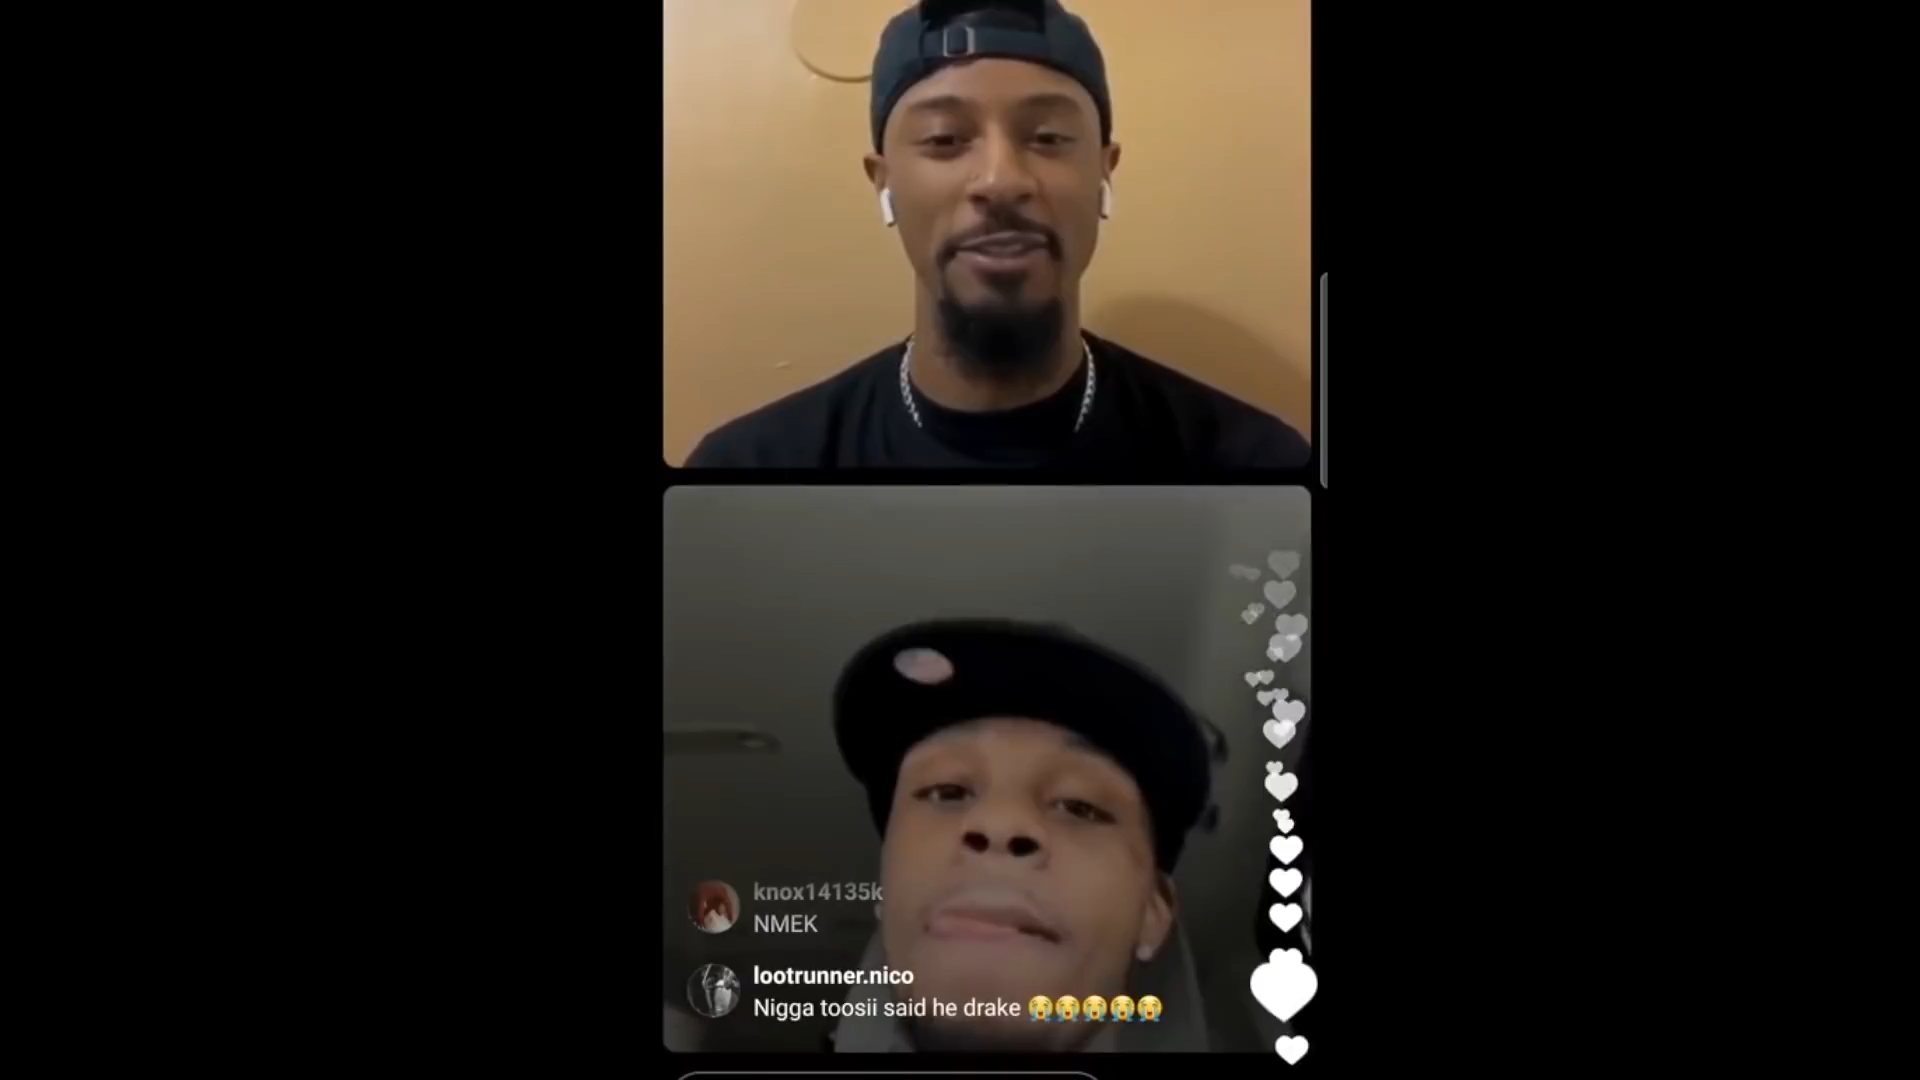 knox14135k
NMEK
lootrunner.nico
Nigga toosii said he drake 😭😭😭😭😭